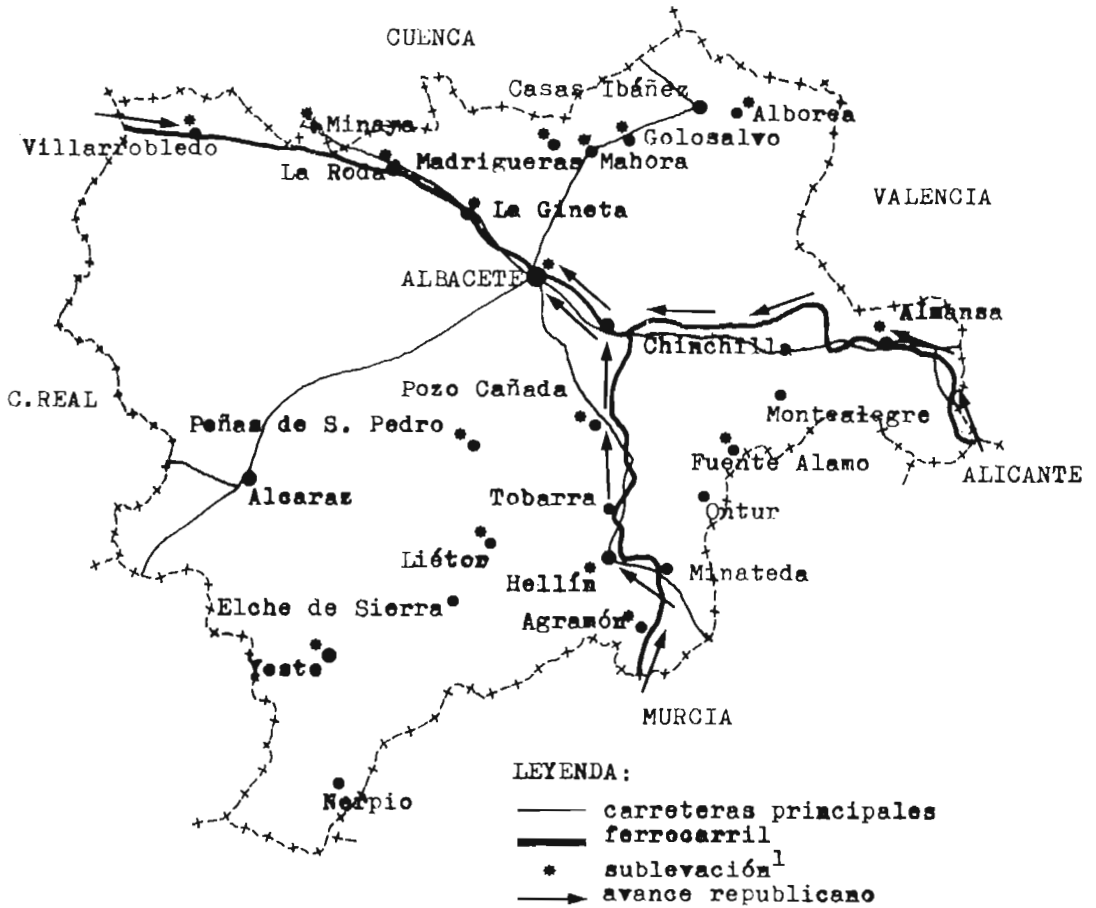 CUENCA
Casas Ibáñez
Alborea
Villarrobledo
Minaya
Golosalvo
La Roda
Madrigueras
Mahora
VALENCIA
La Gineta
ALBACETE
Almansa
Chinchill
Pozo Cañada
C.REAL
Montealegre
Peñas de S. Pedro
Fuente Alamo
ALICANTE
Alcaraz
Tobarra
Ontur
Liétor
Hellín
Minateda
Elche de Sierra
Agramón
Yeste
MURCIA
LEYENDA:
Nerpio
carreteras principales
ferrocarril
sublevación1
avance republicano